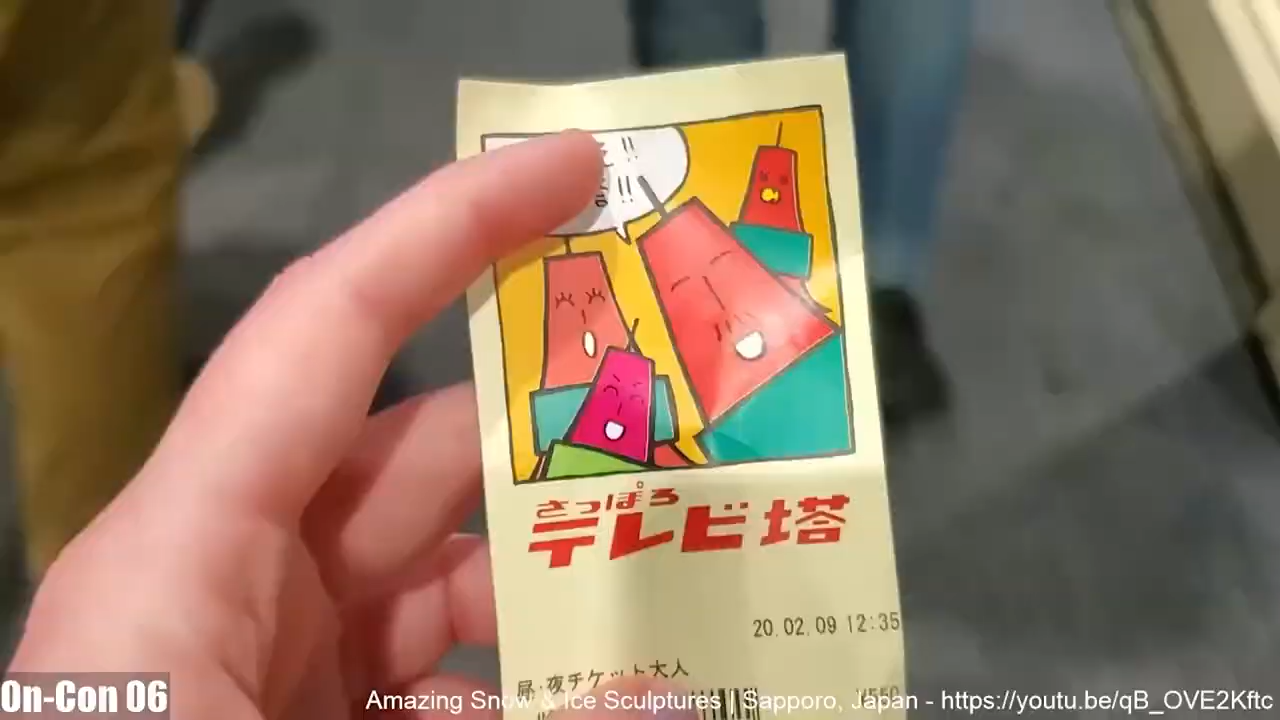 !!
!!
さっぽろ
テレビ塔
20.02.09 12:35
昼・夜チケット大人
¥550
On-Con 06
Amazing Snow & Ice Sculptures | Sapporo, Japan - https://youtu.be/qB_OVE2Kftc